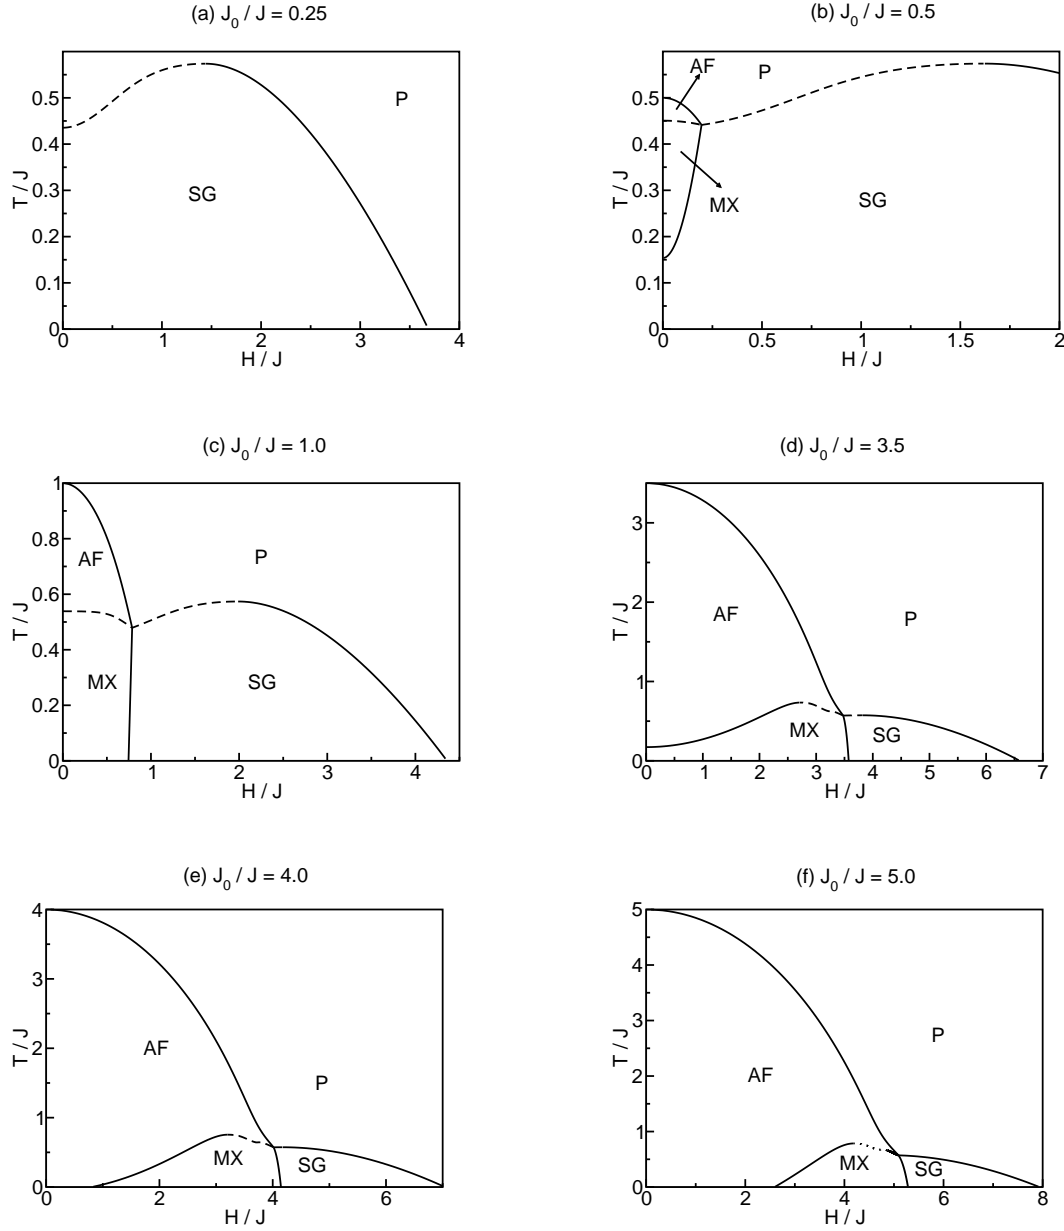 (a) J0 / J = 0.25
T / J
0.5
0.4
0.3
0.2
0.1
0
P
SG
0 1 2 3 4
H / J
(b) J0 / J = 0.5
T / J
0.5
0.4
0.3
0.2
0.1
0
AF
P
MX
SG
0 0.5 1 1.5 2
H / J
(c) J0 / J = 1.0
T / J
1
0.8
0.6
0.4
0.2
0
AF
P
MX
SG
0 1 2 3 4
H / J
(d) J0 / J = 3.5
T / J
3
2
1
0
AF
P
MX
SG
0 1 2 3 4 5 6 7
H / J
(e) J0 / J = 4.0
T / J
4
3
2
1
0
AF
P
MX
SG
0 2 4 6
H / J
(f) J0 / J = 5.0
T / J
5
4
3
2
1
0
AF
P
MX
SG
0 2 4 6 8
H / J